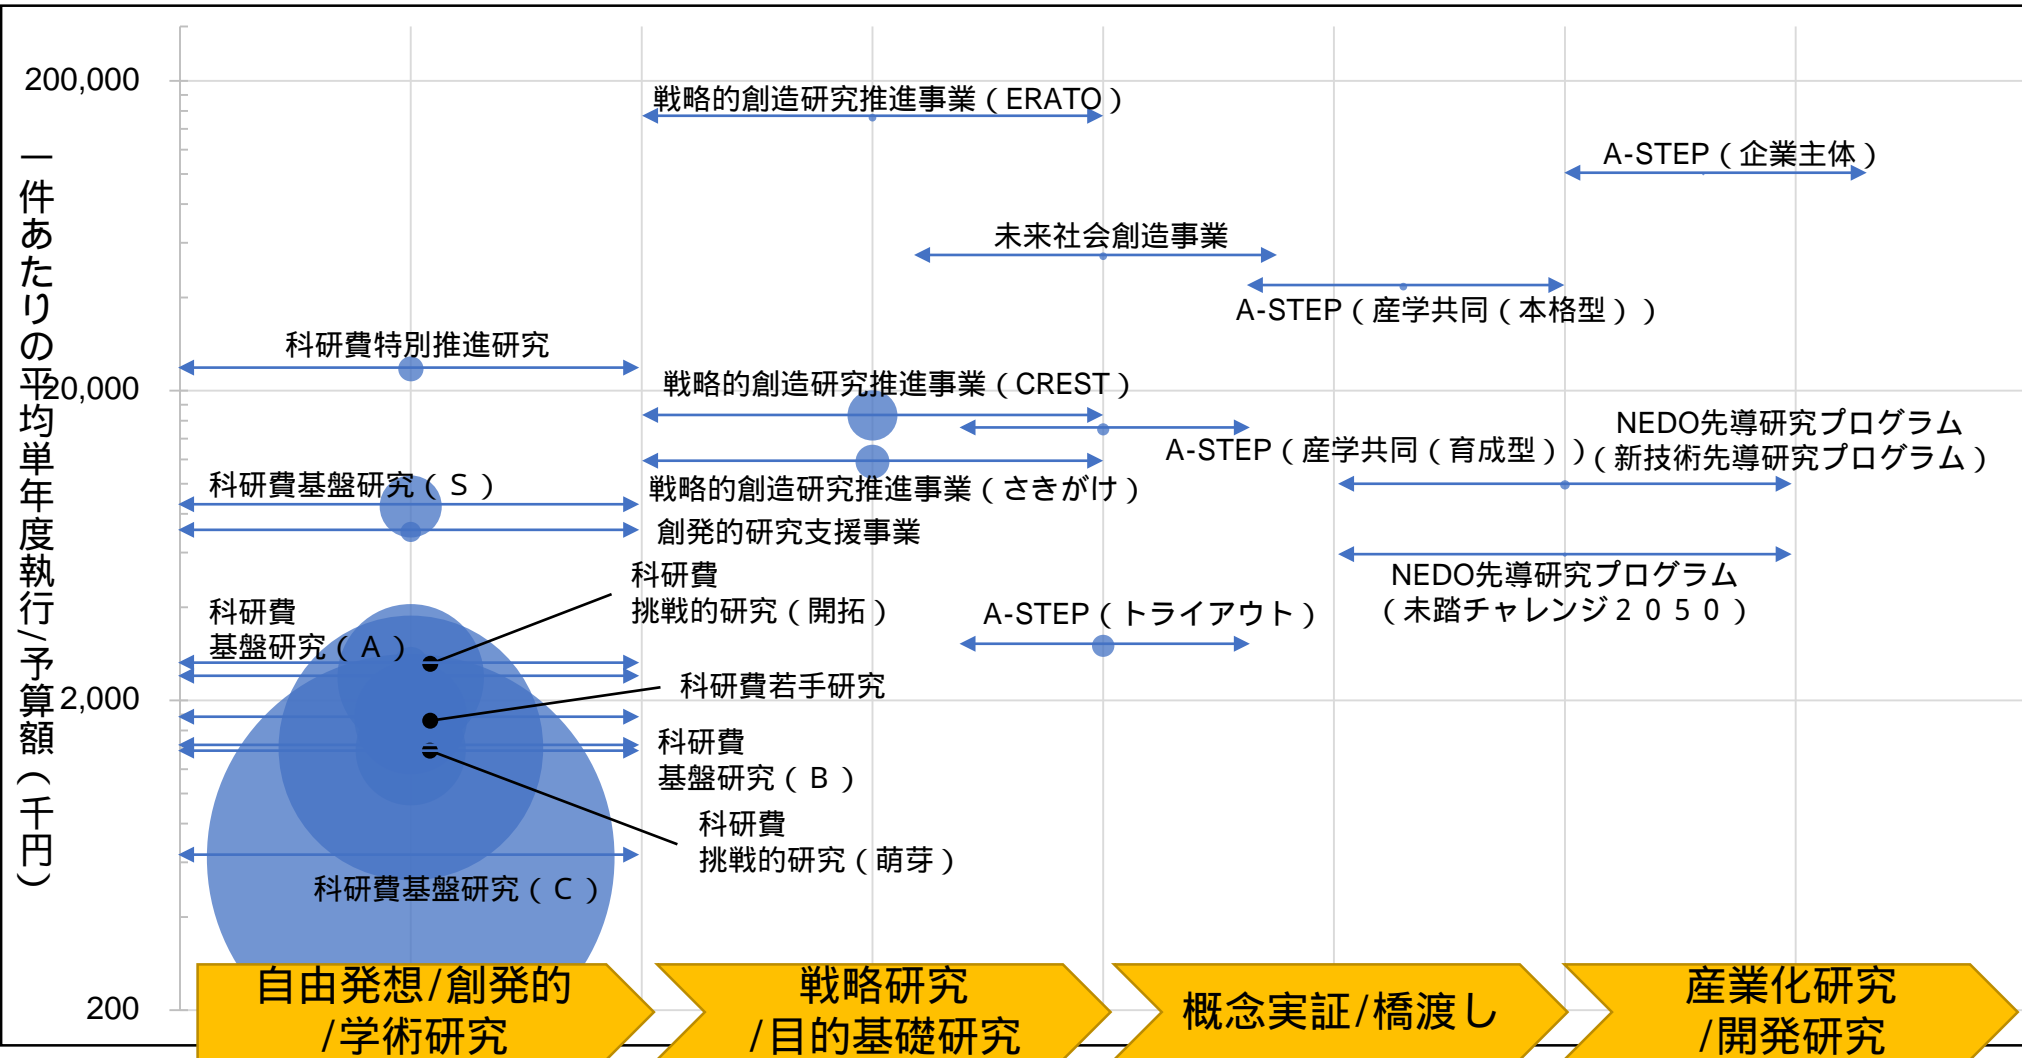 一件あたりの平均単年度執行/予算額（千円）
200,000
20,000
2,000
200
戦略的創造研究推進事業（ERATO）
A-STEP（企業主体）
未来社会創造事業
A-STEP（産学共同（本格型））
科研費特別推進研究
戦略的創造研究推進事業（CREST）
NEDO先導研究プログラム
（新技術先導研究プログラム）
A-STEP（産学共同（育成型））
科研費基盤研究（Ｓ）
戦略的創造研究推進事業（さきがけ）
創発的研究支援事業
科研費
挑戦的研究（開拓）
NEDO先導研究プログラム
（未踏チャレンジ２０５０）
科研費
基盤研究（Ａ）
A-STEP（トライアウト）
科研費若手研究
科研費
基盤研究（Ｂ）
科研費
挑戦的研究（萌芽）
科研費基盤研究（Ｃ）
自由発想/創発的
/学術研究
戦略研究
/目的基礎研究
概念実証/橋渡し
産業化研究
/開発研究